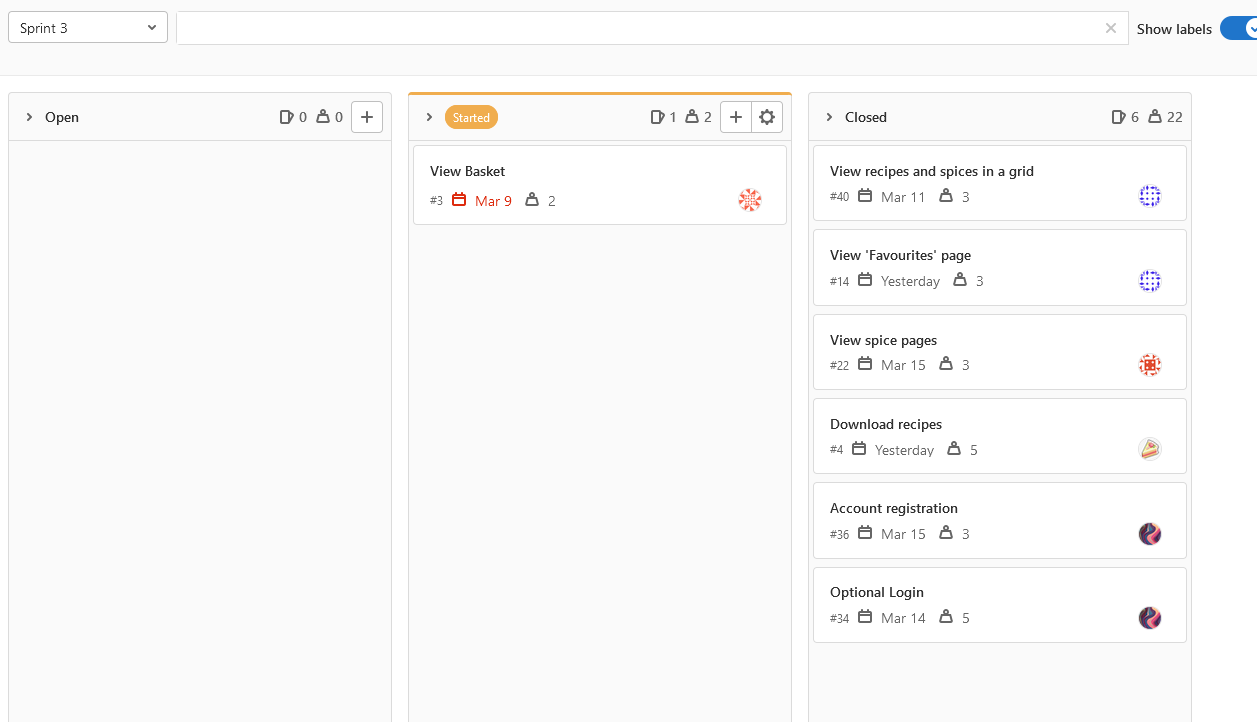 Sprint 3
Show labels
Open 0 0
Started 1 2
Closed 6 22
View Basket
#3 Mar 9 2
View recipes and spices in a grid
#40 Mar 11 3
View 'Favourites' page
#14 Yesterday 3
View spice pages
#22 Mar 15 3
Download recipes
#4 Yesterday 5
Account registration
#36 Mar 15 3
Optional Login
#34 Mar 14 5